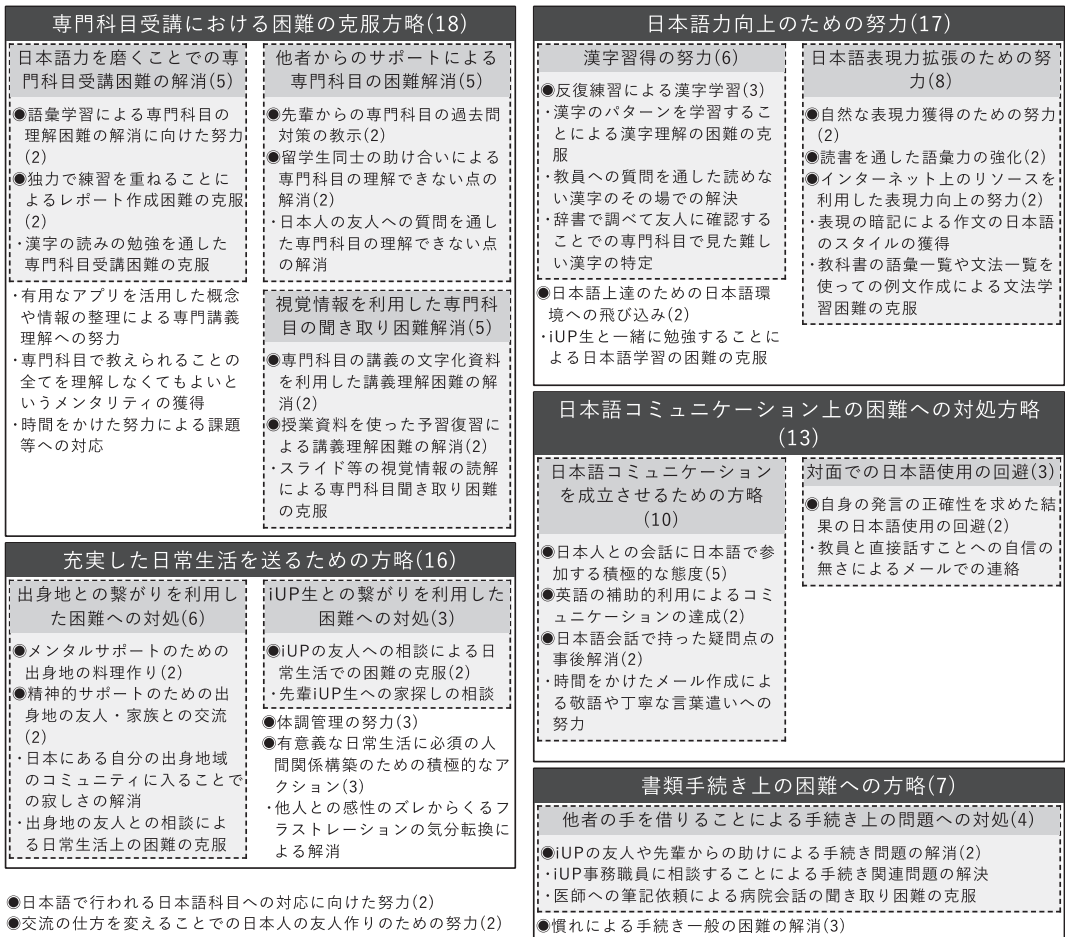 専門科目受講における困難の克服方略(18)
日本語力を磨くことでの専
門科目受講困難の解消(5)
◉語彙学習による専門科目の
理解困難の解消に向けた努力
(2)
◉独力で練習を重ねることに
よるレポート作成困難の克服
(2)
・漢字の読みの勉強を通した
専門科目受講困難の克服
・有用なアプリを活用した概念
や情報の整理による専門講義
理解への努力
・専門科目で教えられることの
全てを理解しなくてもよいと
いうメンタリティの獲得
・時間をかけた努力による課題
等への対応
他者からのサポートによる
専門科目の困難解消(5)
◉先輩からの専門科目の過去問
対策の教示(2)
◉留学生同士の助け合いによる
専門科目の理解できない点の
解消(2)
・日本人の友人への質問を通し
た専門科目の理解できない点
の解消
視覚情報を利用した専門科
目の聞き取り困難解消(5)
◉専門科目の講義の文字化資料
を利用した講義理解困難の解
消(2)
◉授業資料を使った予習復習に
よる講義理解困難の解消(2)
・スライド等の視覚情報の読解
による専門科目聞き取り困難
の克服
充実した日常生活を送るための方略(16)
出身地との繋がりを利用し
た困難への対処(6)
◉メンタルサポートのための
出身地の料理作り(2)
◉精神的サポートのための出
身地の友人・家族との交流
(2)
・日本にある自分の出身地域
のコミュニティに入ることで
の寂しさの解消
・出身地の友人との相談によ
る日常生活上の困難の克服
iUP生との繋がりを利用した
困難への対処(3)
◉iUPの友人への相談による日
常生活での困難の克服(2)
・先輩iUP生への家探しの相談
◉体調管理の努力(3)
◉有意義な日常生活に必須の人
間関係構築のための積極的なア
クション(3)
・他人との感性のズレからくるフ
ラストレーションの気分転換に
よる解消
◉日本語で行われる日本語科目への対応に向けた努力(2)
◉交流の仕方を変えることでの日本人の友人作りのための努力(2)
日本語力向上のための努力(17)
漢字習得の努力(6)
◉反復練習による漢字学習(3)
・漢字のパターンを学習するこ
とによる漢字理解の困難の克
服
・教員への質問を通した読めな
い漢字のその場での解決
・辞書で調べて友人に確認する
ことでの専門科目で見た難し
い漢字の特定
◉日本語上達のための日本語環
境への飛び込み(2)
・iUP生と一緒に勉強することに
よる日本語学習の困難の克服
日本語表現力拡張のための努
力(8)
◉自然な表現力獲得のための努力
(2)
◉読書を通した語彙力の強化(2)
◉インターネット上のリソースを
利用した表現力向上の努力(2)
・表現の暗記による作文の日本語
のスタイルの獲得
・教科書の語彙一覧や文法一覧を
使っての例文作成による文法学
習困難の克服
日本語コミュニケーション上の困難への対処方略
(13)
日本語コミュニケーション
を成立させるための方略
(10)
◉日本人との会話に日本語で参
加する積極的な態度(5)
◉英語の補助的利用によるコミ
ュニケーションの達成(2)
◉日本語会話で持った疑問点の
事後解消(2)
・時間をかけたメール作成によ
る敬語や丁寧な言葉遣いへの
努力
対面での日本語使用の回避(3)
◉自身の発言の正確性を求めた結
果の日本語使用の回避(2)
・教員と直接話すことへの自信の
無さによるメールでの連絡
書類手続き上の困難への方略(7)
他者の手を借りることによる手続き上の問題への対処(4)
◉iUPの友人や先輩からの助けによる手続き問題の解消(2)
・iUP事務職員に相談することによる手続き関連問題の解決
・医師への筆記依頼による病院会話の聞き取り困難の克服
◉慣れによる手続き一般の困難の解消(3)